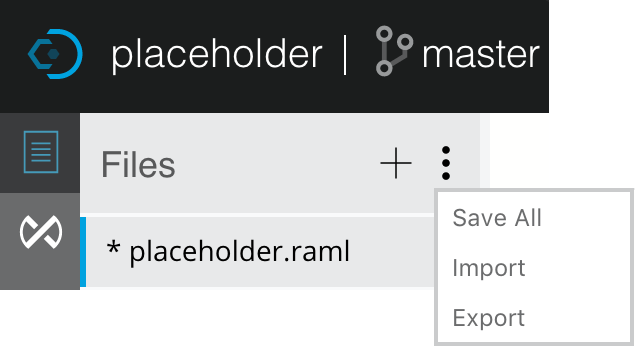 placeholder | master
Files
* placeholder.raml
Save All
Import
Export